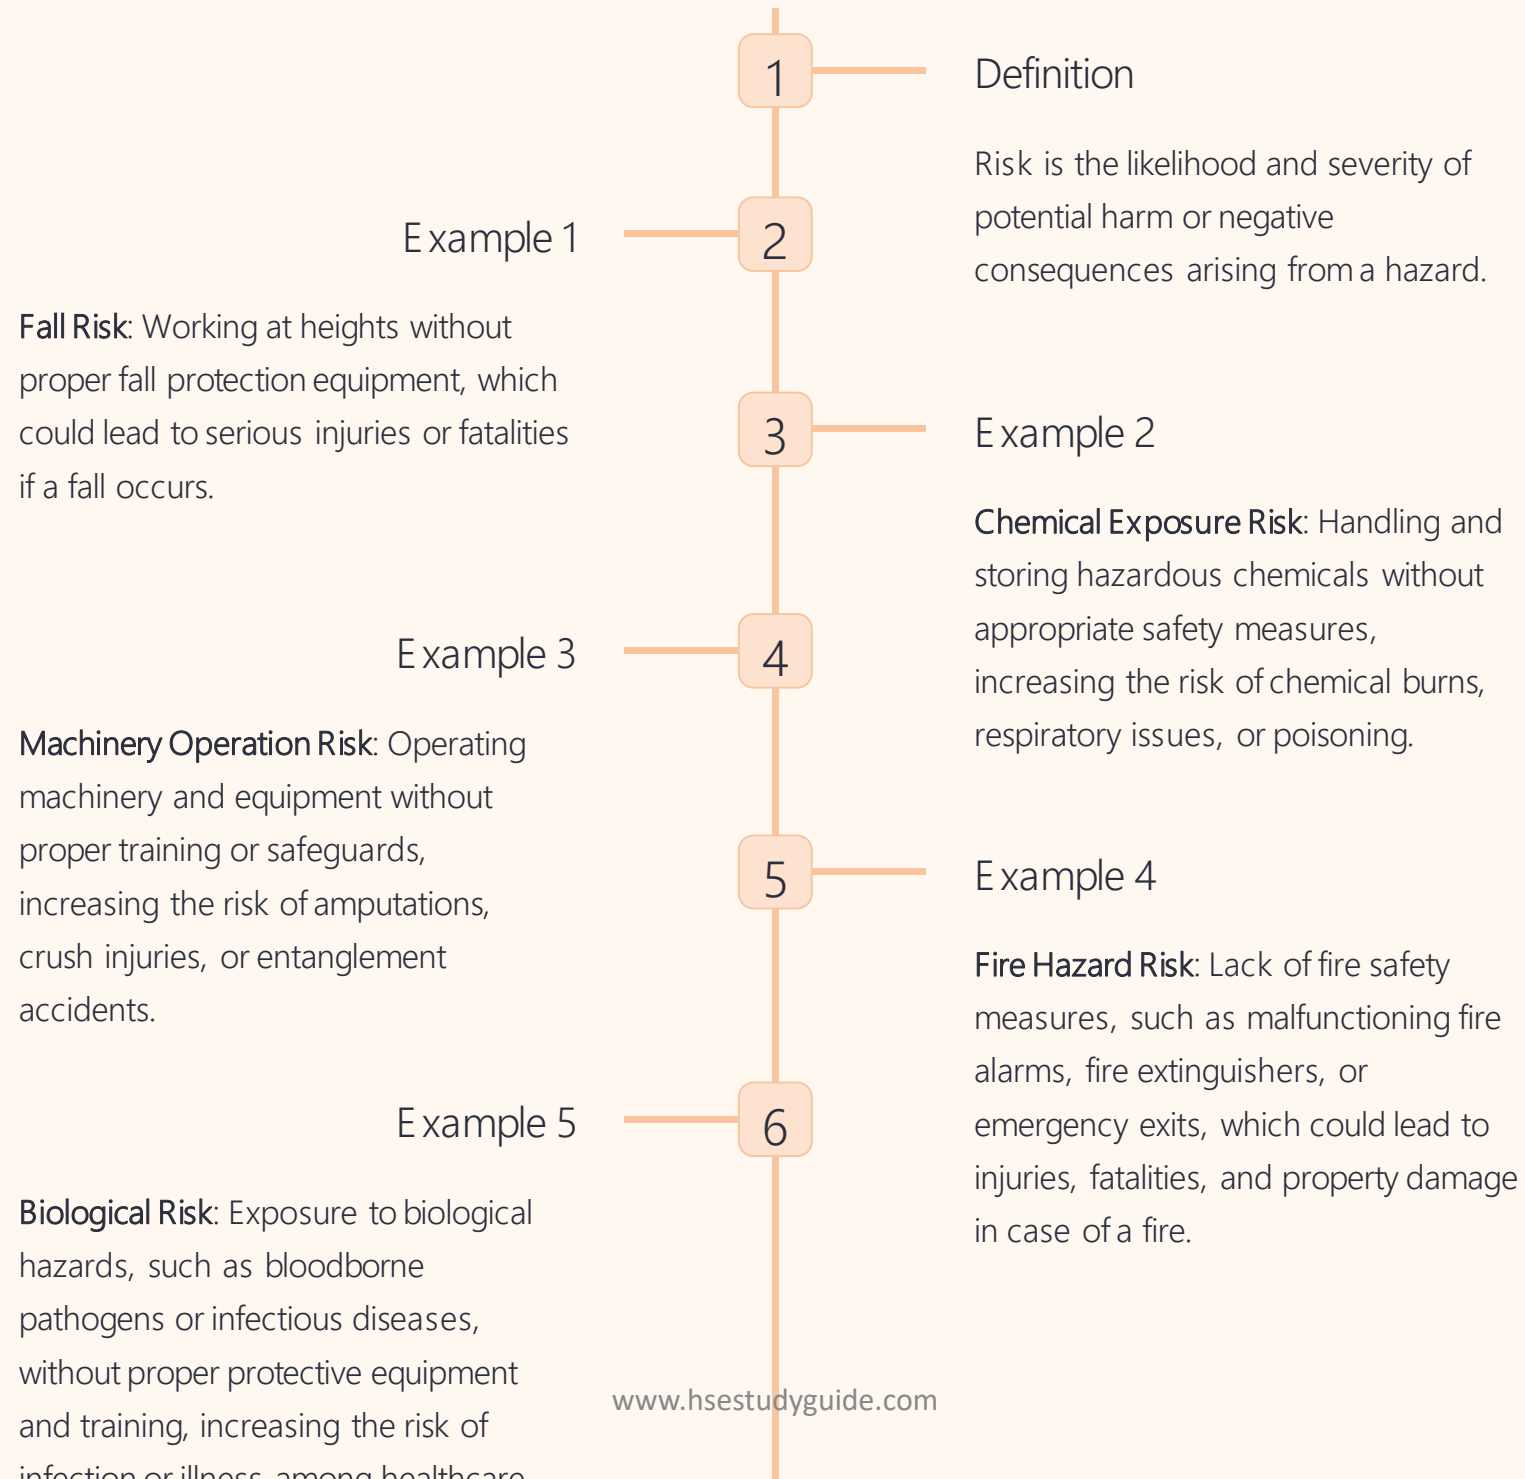 1
Definition
Risk is the likelihood and severity of
potential harm or negative
consequences arising from a hazard.
2
Example 1
Fall Risk: Working at heights without
proper fall protection equipment, which
could lead to serious injuries or fatalities
if a fall occurs.
3
Example 2
Chemical Exposure Risk: Handling and
storing hazardous chemicals without
appropriate safety measures,
increasing the risk of chemical burns,
respiratory issues, or poisoning.
4
Example 3
Machinery Operation Risk: Operating
machinery and equipment without
proper training or safeguards,
increasing the risk of amputations,
crush injuries, or entanglement
accidents.
5
Example 4
Fire Hazard Risk: Lack of fire safety
measures, such as malfunctioning fire
alarms, fire extinguishers, or
emergency exits, which could lead to
injuries, fatalities, and property damage
in case of a fire.
6
Example 5
Biological Risk: Exposure to biological
hazards, such as bloodborne
pathogens or infectious diseases,
without proper protective equipment
and training, increasing the risk of
infection or illness among healthcare
www.hsestudyguide.com